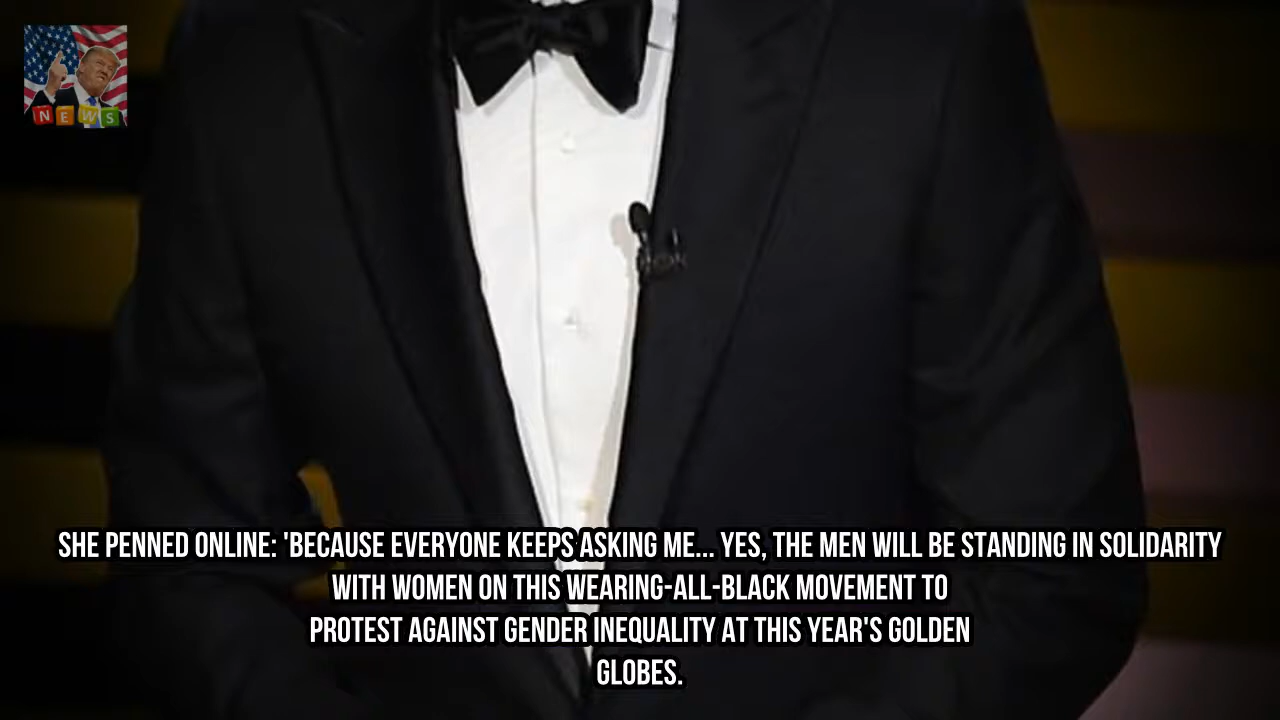 NEWS
SHE PENNED ONLINE: 'BECAUSE EVERYONE KEEPS ASKING ME... YES, THE MEN WILL BE STANDING IN SOLIDARITY
WITH WOMEN ON THIS WEARING-ALL-BLACK MOVEMENT TO
PROTEST AGAINST GENDER INEQUALITY AT THIS YEAR'S GOLDEN
GLOBES.